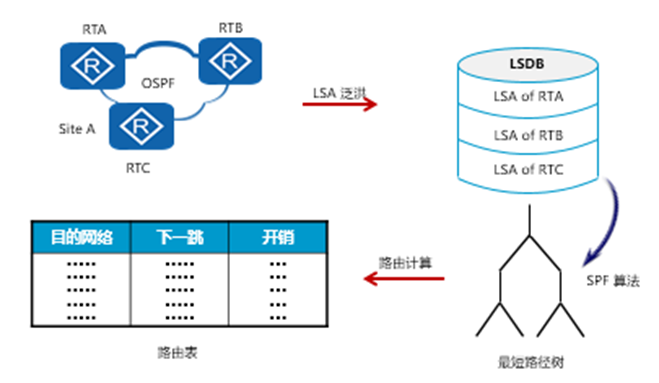 RTA
RTB
R
R
OSPF
R
Site A
RTC
LSA 泛洪
LSDB
LSA of RTA
LSA of RTB
LSA of RTC
SPF 算法
最短路径树
路由计算
目的网络 下一跳 开销
..... ..... ...
..... ..... ...
..... ..... ...
..... ..... ...
..... ..... ...
路由表